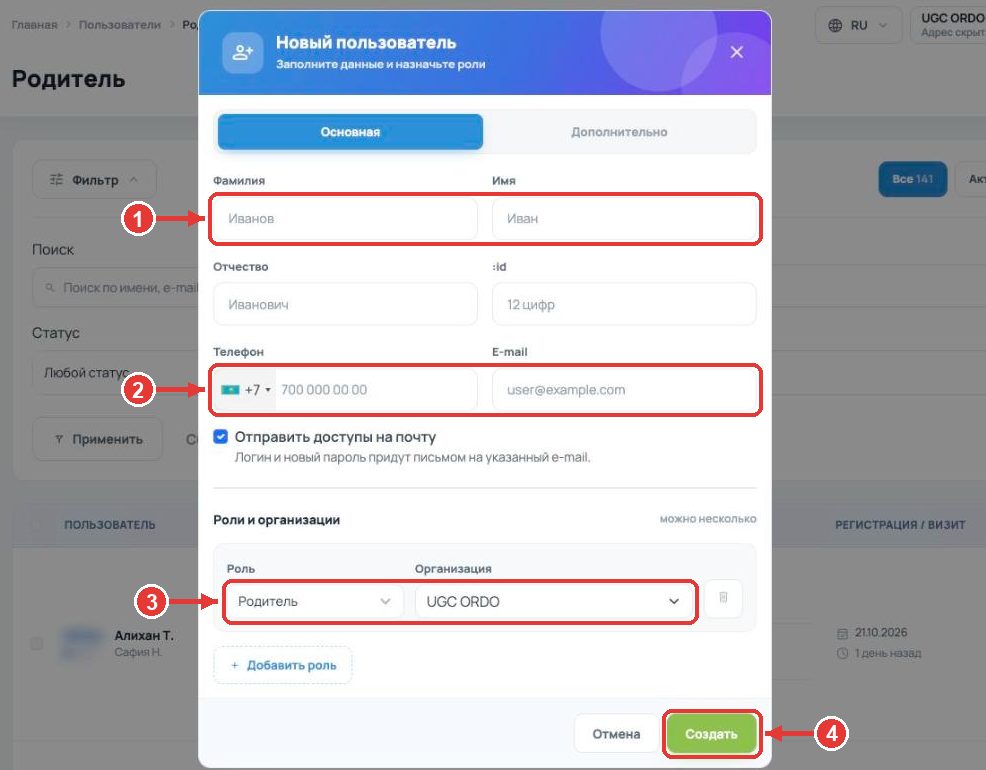 Главная > Пользователи >
RU
UGC ORDO
Родитель
Фильтр
Все 141
Поиск
Поиск по имени, e-mail
Статус
Любой статус
Применить
ПОЛЬЗОВАТЕЛЬ
РЕГИСТРАЦИЯ / ВИЗИТ
Алихан Т.
Сафия Н.
21.10.2026
1 день назад
Новый пользователь
Заполните данные и назначьте роли
Основная
Дополнительно
Фамилия
Имя
1
Иванов
Иван
Отчество
:id
Иванович
12 цифр
Телефон
E-mail
2
+7
700 000 00 00
user@example.com
Отправить доступы на почту
Логин и новый пароль придут письмом на указанный e-mail.
Роли и организации
можно несколько
Роль
Организация
3
Родитель
UGC ORDO
+ Добавить роль
Отмена
Создать
4